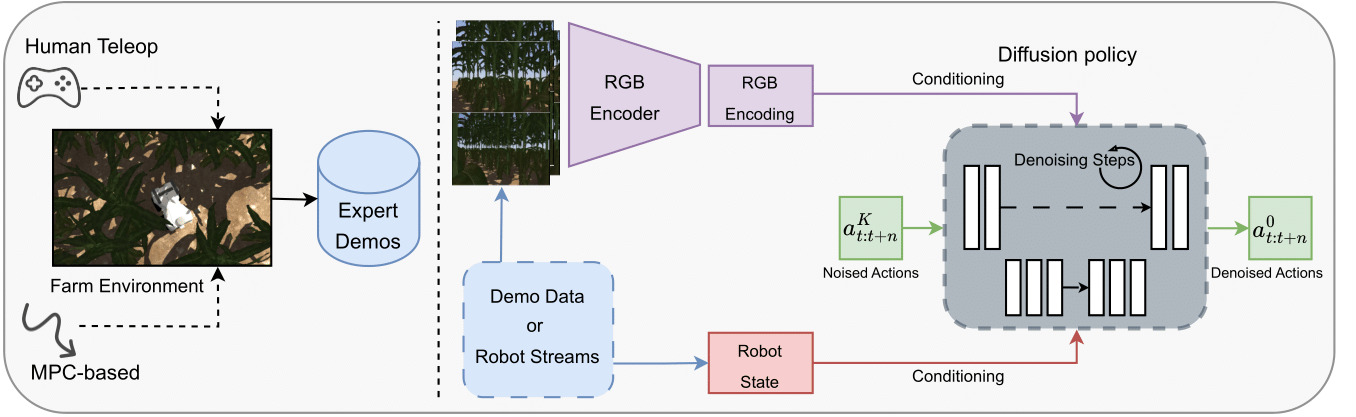 Human Teleop
Farm Environment
MPC-based
Expert
Demos
RGB
Encoder
RGB
Encoding
Demo Data
or
Robot Streams
Robot
State
Conditioning
Conditioning
Diffusion policy
Denoising Steps
a^K_{t:t+n}
Noised Actions
a^0_{t:t+n}
Denoised Actions